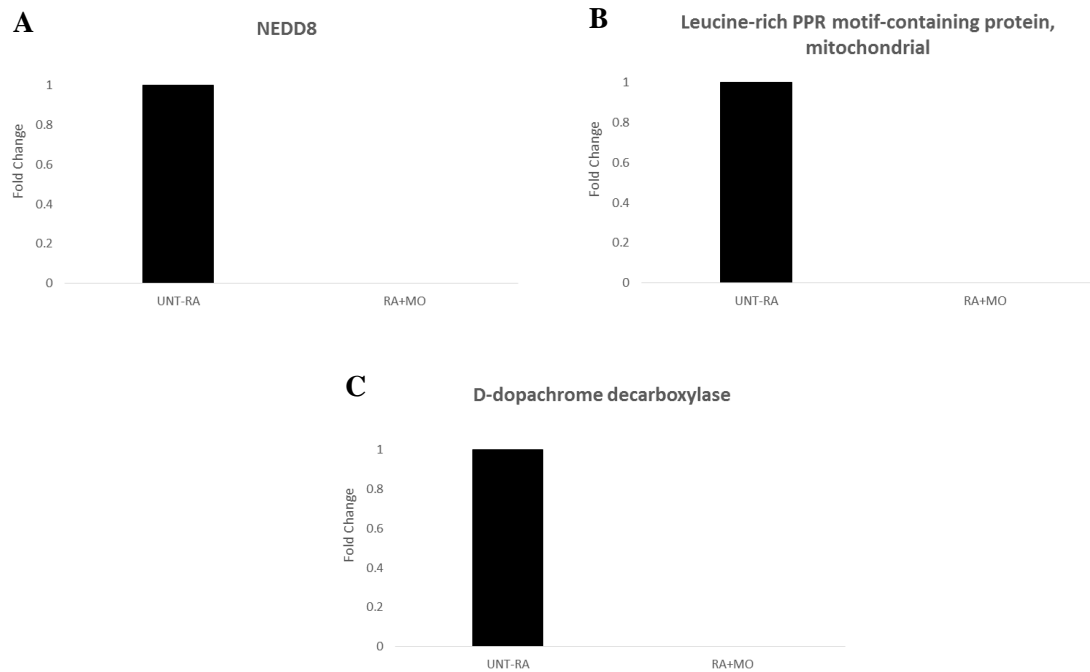 A
NEDD8
Fold Change
1
0.8
0.6
0.4
0.2
0
UNT-RA
RA+MO
B
Leucine-rich PPR motif-containing protein,
mitochondrial
Fold Change
1
0.8
0.6
0.4
0.2
0
UNT-RA
RA+MO
C
D-dopachrome decarboxylase
Fold Change
1
0.8
0.6
0.4
0.2
0
UNT-RA
RA+MO